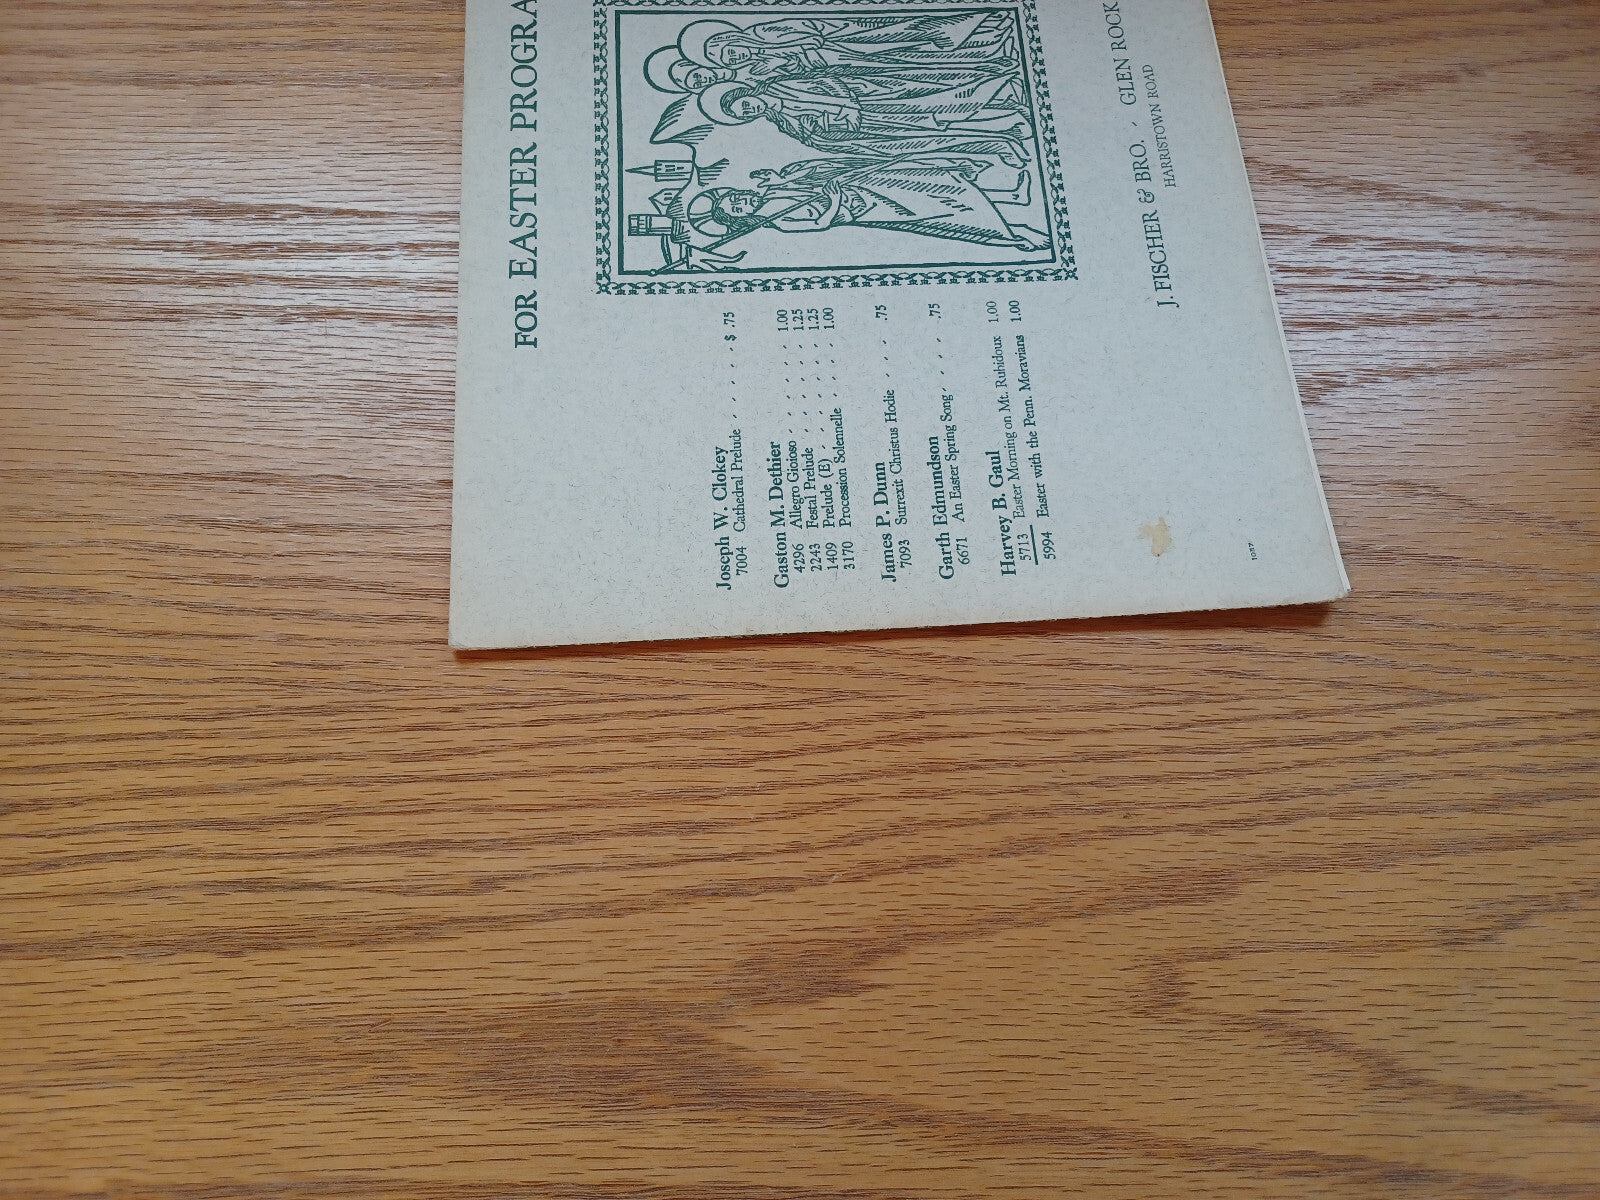 FOR EASTER PROGRA
Joseph W. Clokey
7004 Cathedral Prelude . . . . . $ .75
Gaston M. Dethier
4296 Allegro Gioioso . . . . . . 1.00
2243 Festal Prelude . . . . . . 1.25
1409 Prelude (E) . . . . . . . 1.25
3170 Procession Solennelle . . . . 1.00
James P. Dunn
7093 Surrexit Christus Hodie . . . . .75
Garth Edmundson
6671 An Easter Spring Song . . . . .75
Harvey B. Gaul
5713 Easter Morning on Mt. Rubidoux 1.00
5994 Easter with the Penn. Moravians 1.00
J. FISCHER & BRO. , GLEN ROCK
HARRISTOWN ROAD
1087